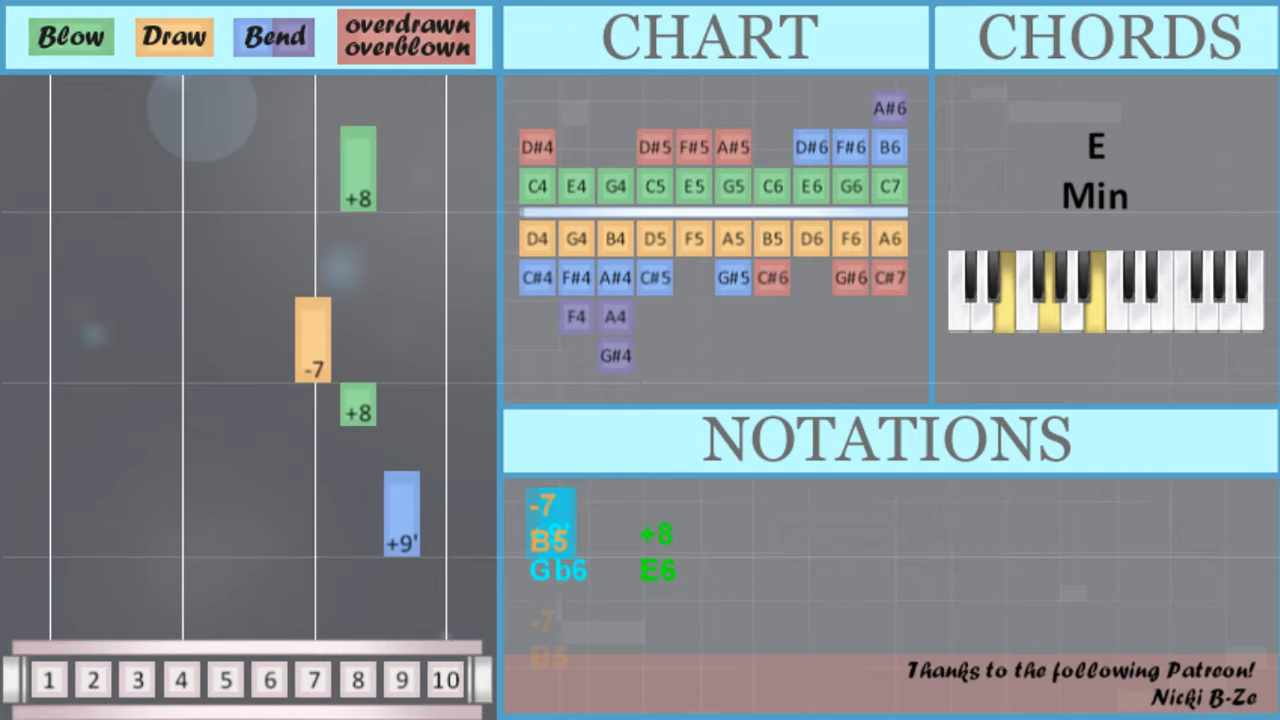 Blow Draw Bend overdrawn
overblown
CHART
CHORDS
A#6
D#4 D#5 F#5 A#5 D#6 F#6 B6
C4 E4 G4 C5 E5 G5 C6 E6 G6 C7
D4 G4 B4 D5 F5 A5 B5 D6 F6 A6
C#4 F#4 A#4 C#5 G#5 C#6 G#6 C#7
F4 A4
G#4
E
Min
+8
-7
+8
+9'
NOTATIONS
-7
B5 +8
Gb6 E6
-7
B5
Thanks to the following Patreon!
Nicki B-Ze
1 2 3 4 5 6 7 8 9 10